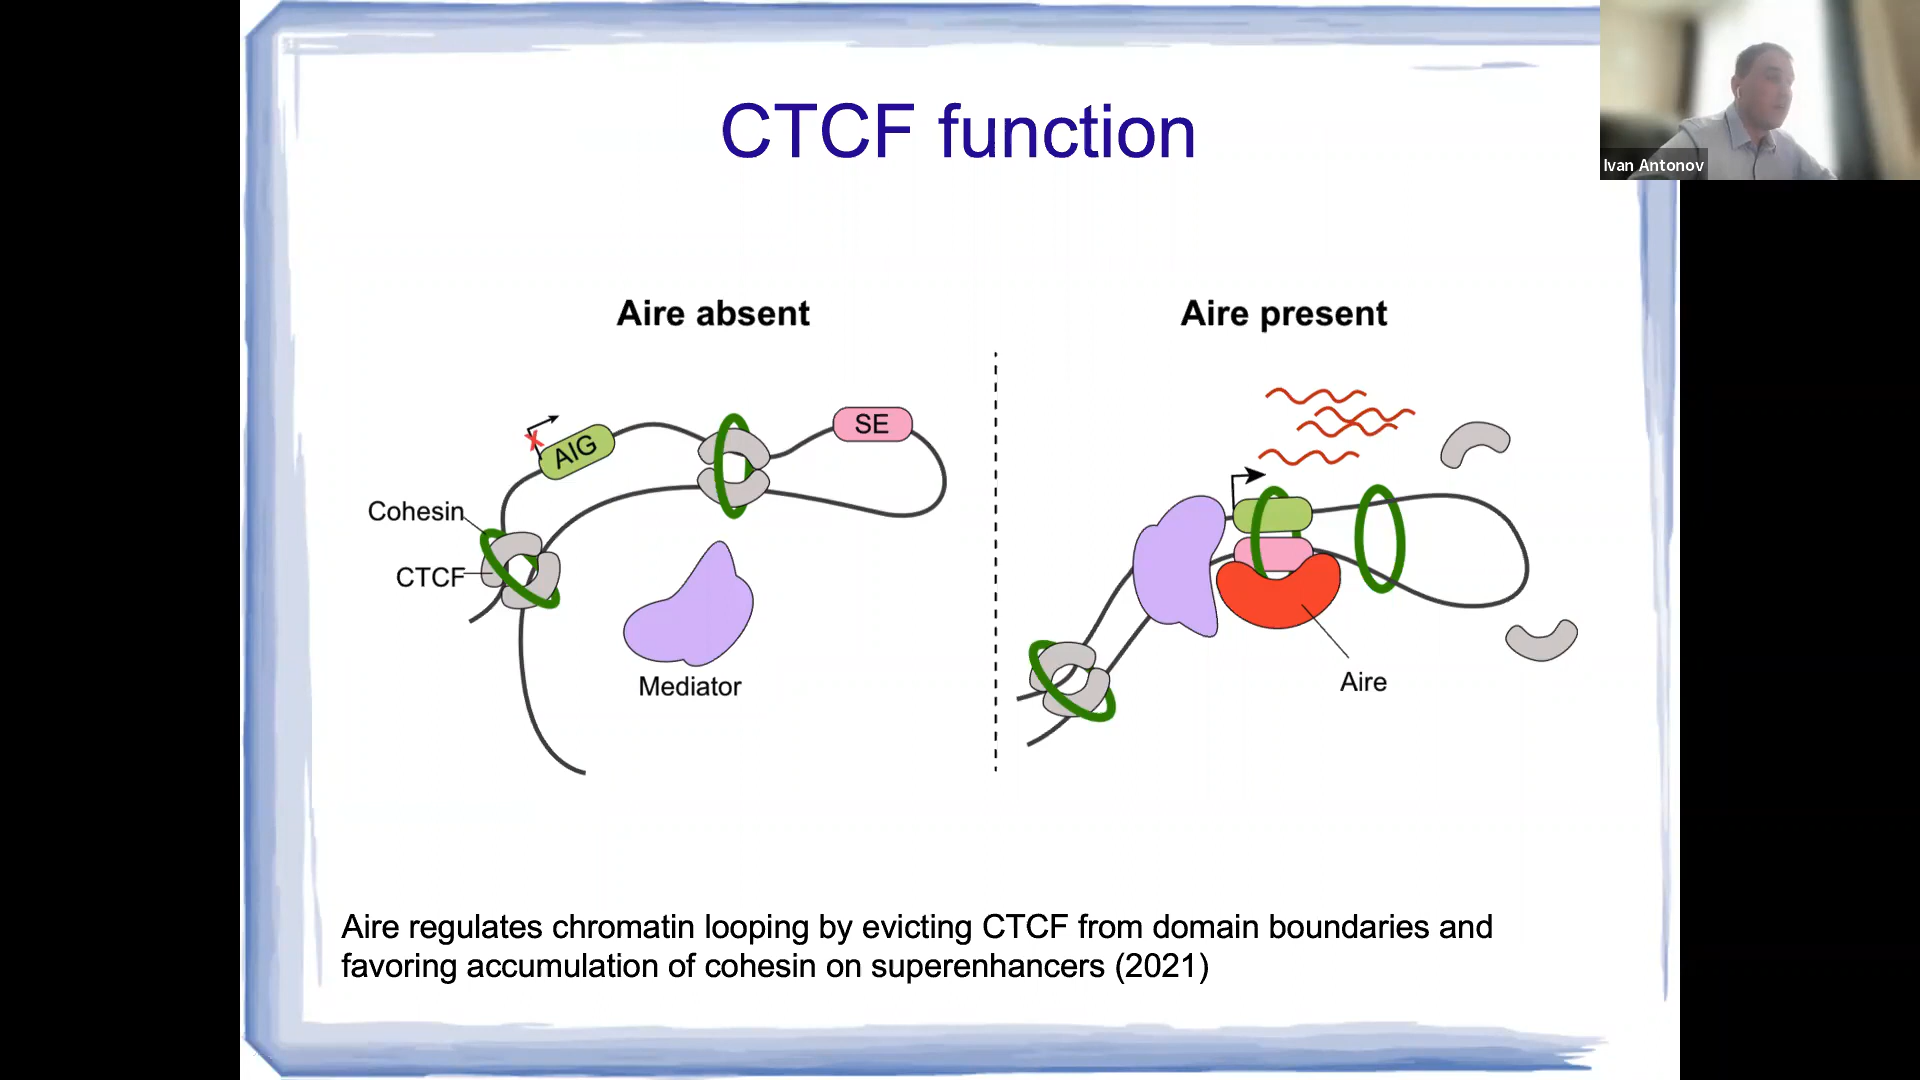 CTCF function
Ivan Antonov
Aire absent
Aire present
AIG
SE
Cohesin
CTCF
Mediator
Aire
Aire regulates chromatin looping by evicting CTCF from domain boundaries and
favoring accumulation of cohesin on superenhancers (2021)